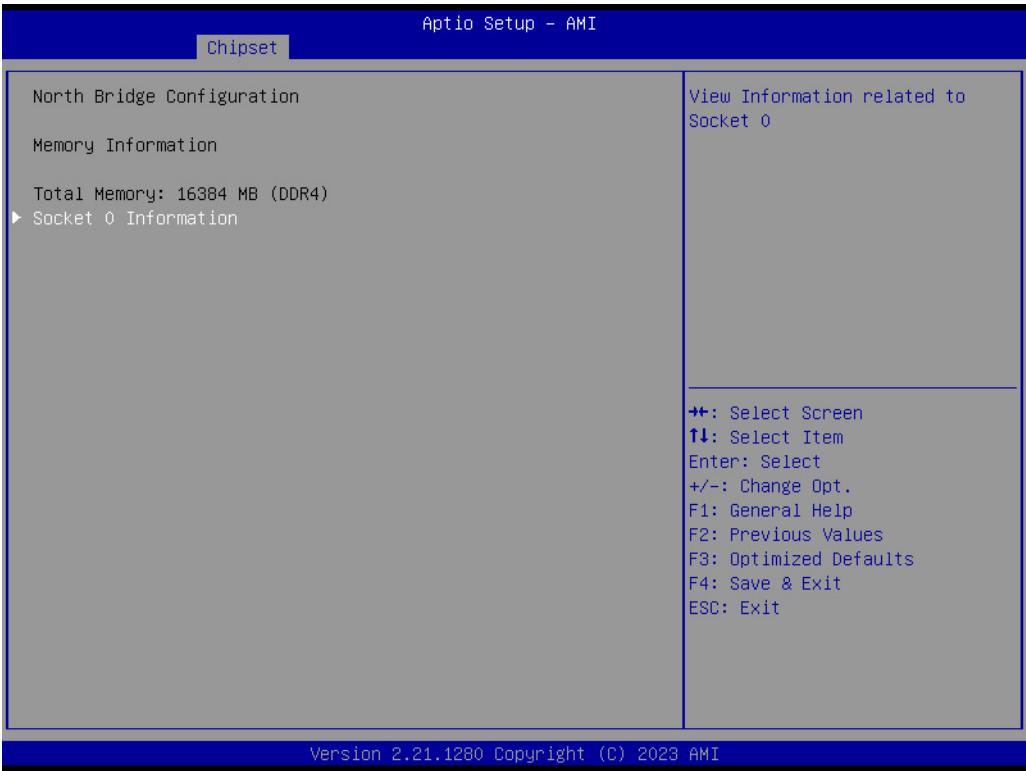 Aptio Setup - AMI
Chipset
North Bridge Configuration
Memory Information
Total Memory: 16384 MB (DDR4)
Socket 0 Information
View Information related to
Socket 0
→←: Select Screen
↑↓: Select Item
Enter: Select
+/-: Change Opt.
F1: General Help
F2: Previous Values
F3: Optimized Defaults
F4: Save & Exit
ESC: Exit
Version 2.21.1280 Copyright (C) 2023 AMI